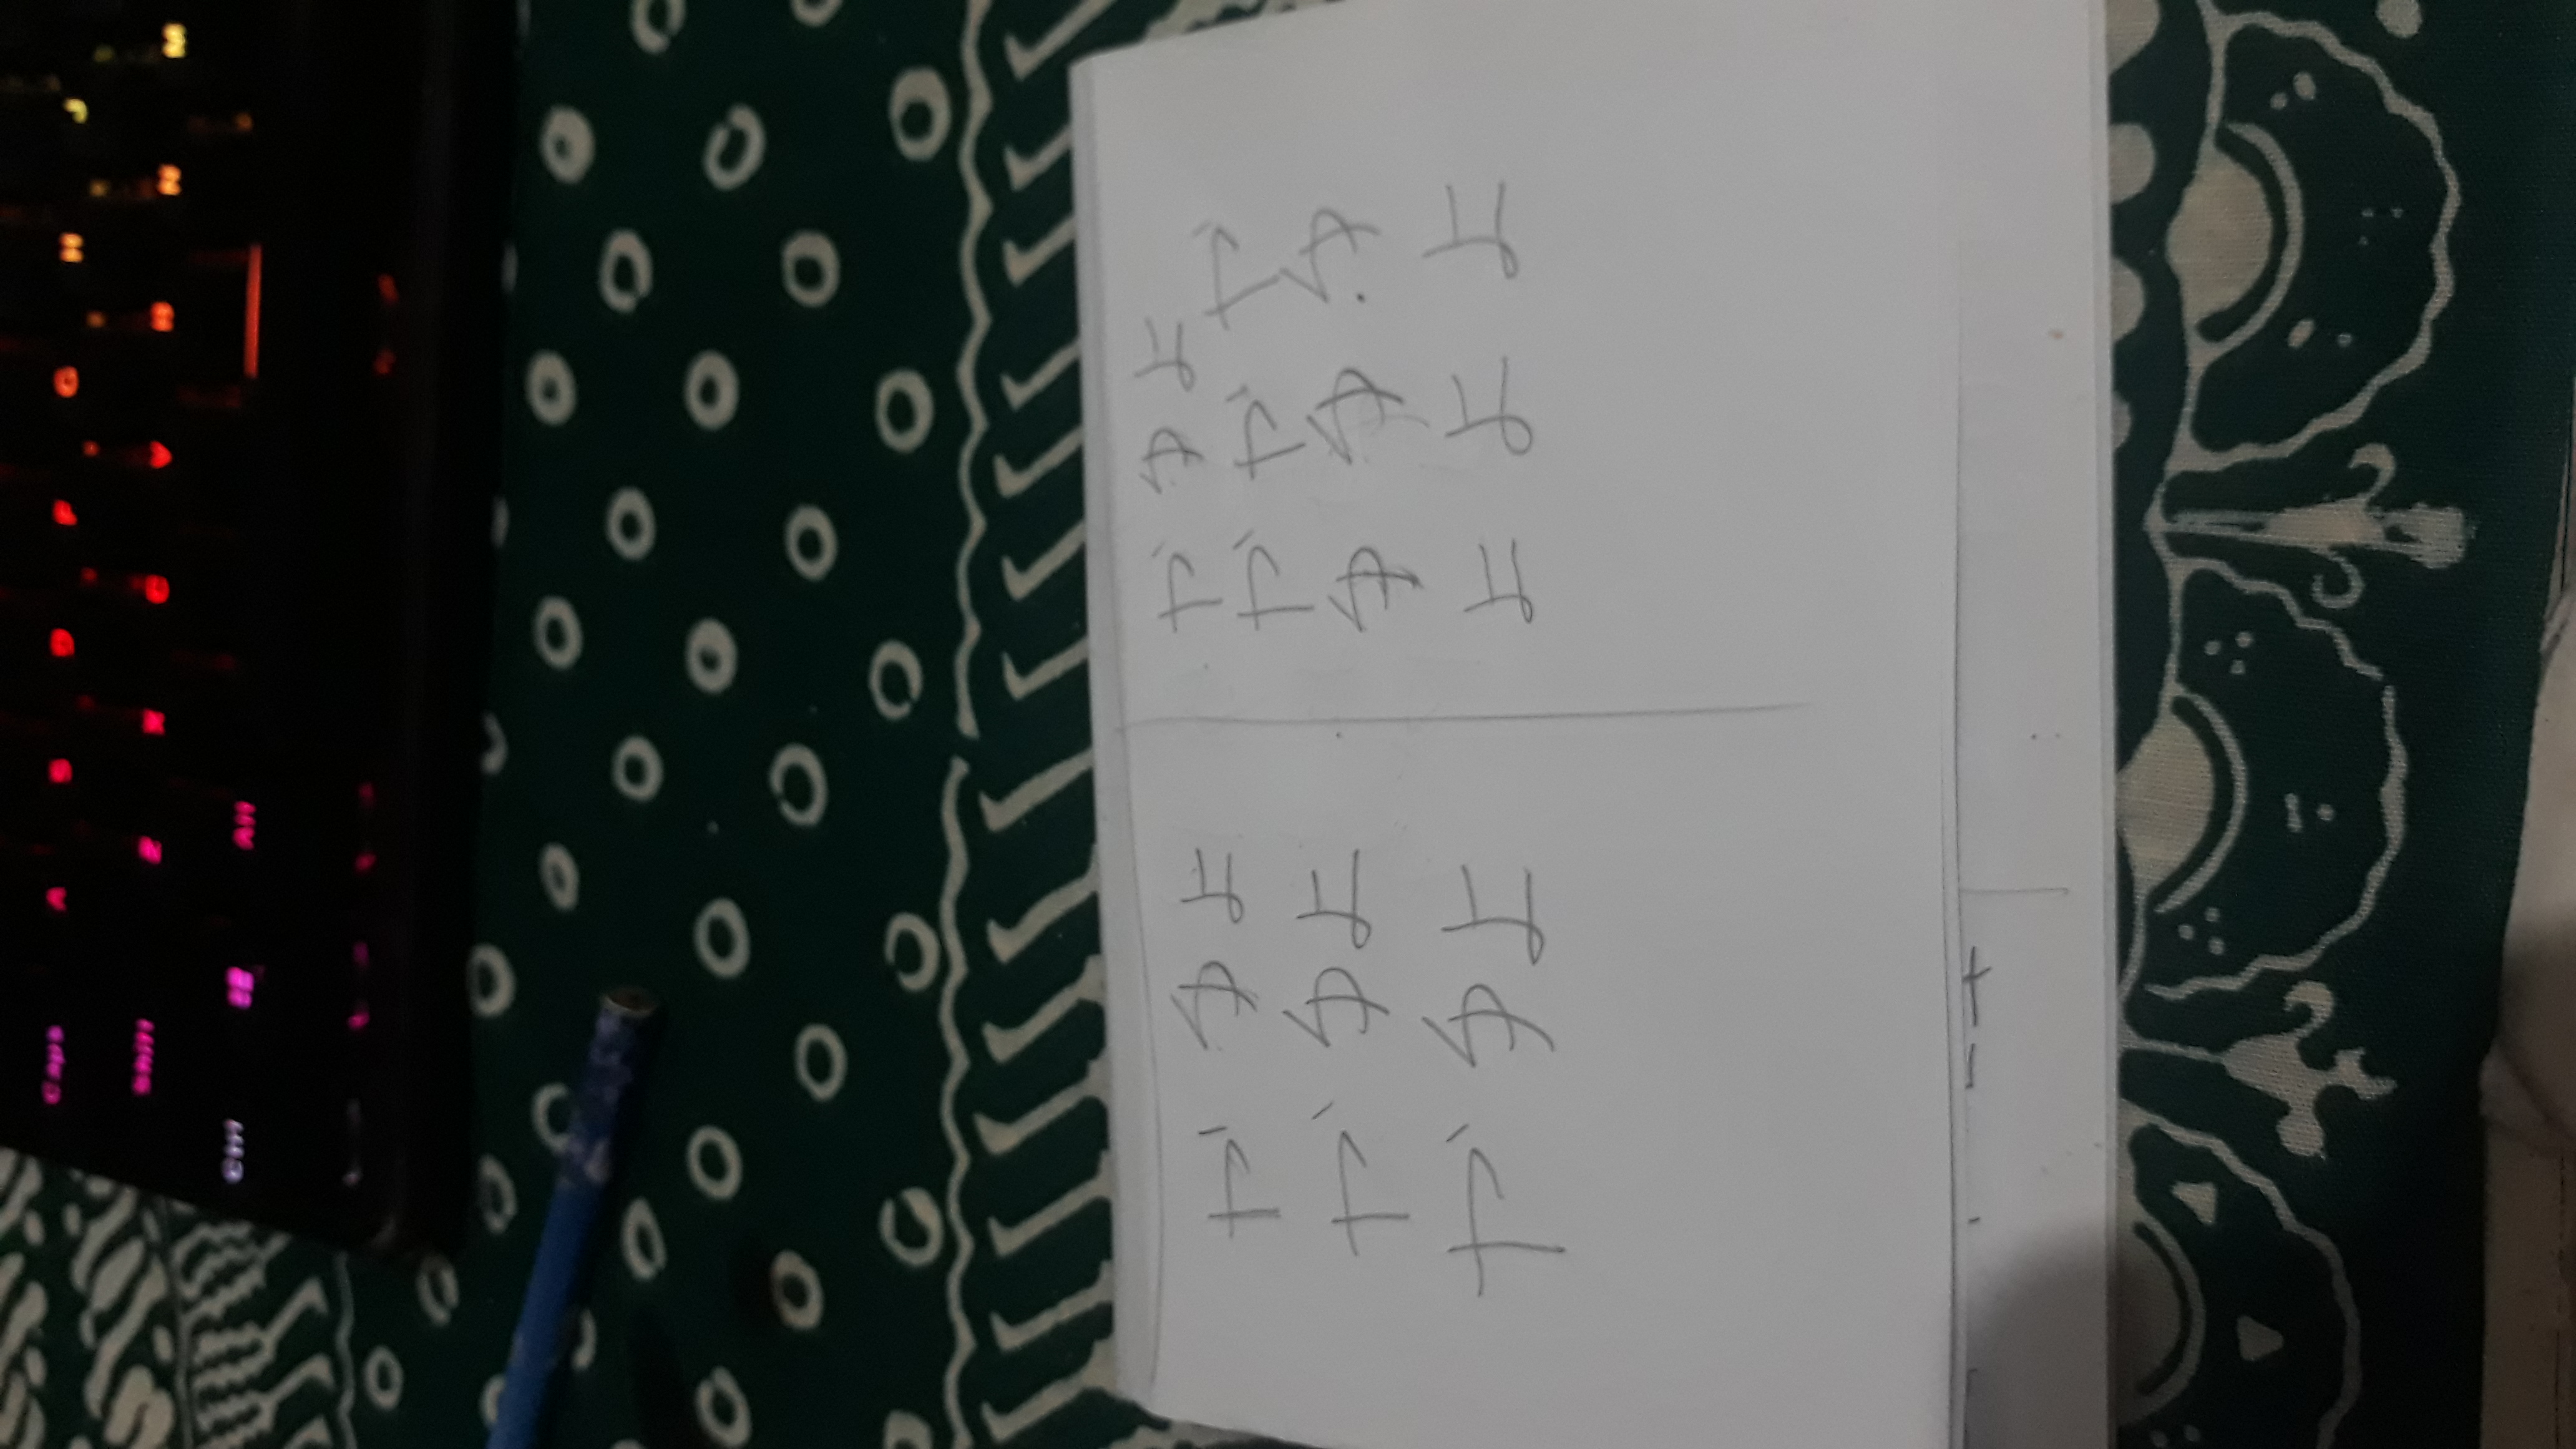 Caps A S D F G H J
Shift Z X C V B N M
Ctrl Alt
や ゆ よ
や ゆ よ
や ゆ よ
や ゆ よ
や や や
ゆ ゆ ゆ
よ よ よ